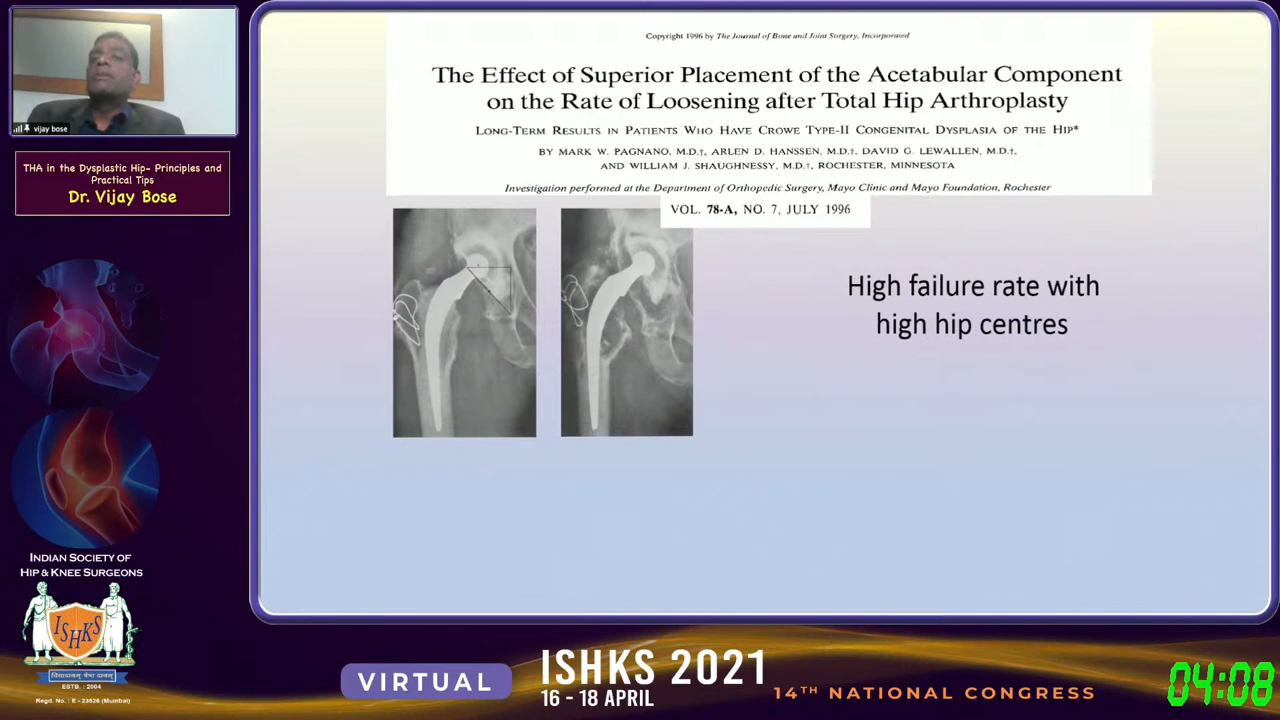 vijay bose
THA in the Dysplastic Hip- Principles and
Practical Tips
Dr. Vijay Bose
Copyright 1996 by The Journal of Bone and Joint Surgery, Incorporated
The Effect of Superior Placement of the Acetabular Component
on the Rate of Loosening after Total Hip Arthroplasty
LONG-TERM RESULTS IN PATIENTS WHO HAVE CROWE TYPE-II CONGENITAL DYSPLASIA OF THE HIP*
BY MARK W. PAGNANO, M.D.†, ARLEN D. HANSSEN, M.D.†, DAVID G. LEWALLEN, M.D.†,
AND WILLIAM J. SHAUGHNESSY, M.D.†, ROCHESTER, MINNESOTA
Investigation performed at the Department of Orthopedic Surgery, Mayo Clinic and Mayo Foundation, Rochester
VOL. 78-A, NO. 7, JULY 1996
High failure rate with
high hip centres
INDIAN SOCIETY OF
HIP & KNEE SURGEONS
ISHKS
ESTB. : 2004
Regd. No. : E - 23526 (Mumbai)
VIRTUAL
ISHKS 2021
16 - 18 APRIL
14TH NATIONAL CONGRESS
04:08